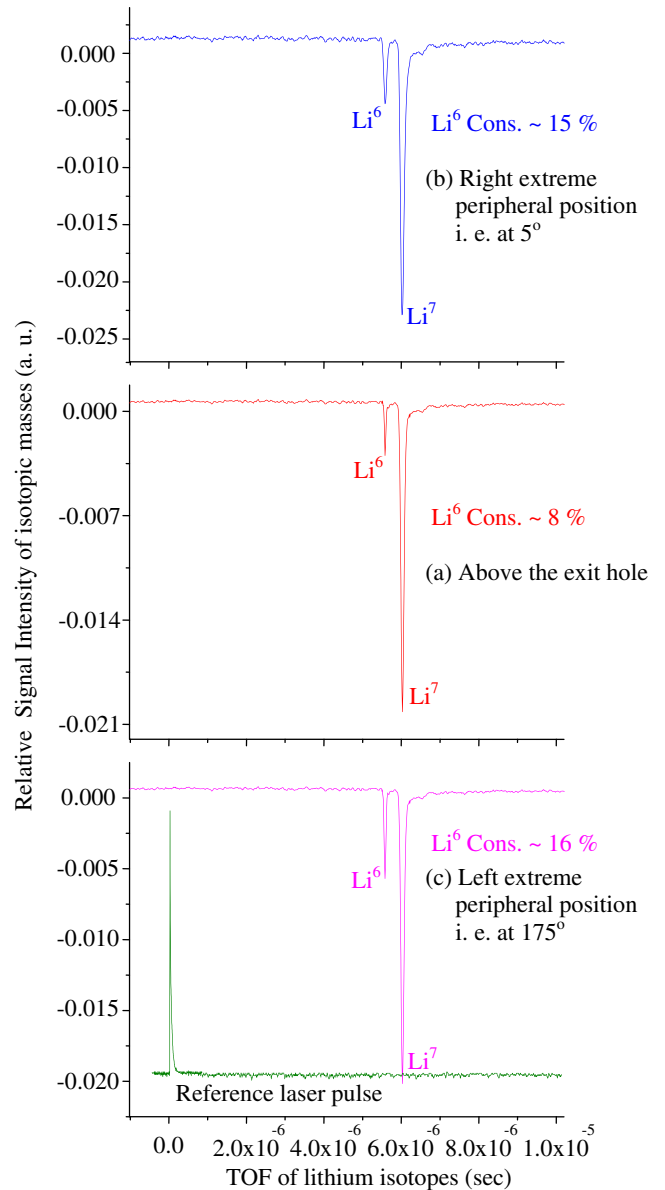 Relative Signal Intensity of isotopic masses (a. u.)
0.000
-0.005
-0.010
-0.015
-0.020
-0.025
Li⁶
Li⁷
Li⁶ Cons. ~ 15 %
(b) Right extreme
peripheral position
i. e. at 5°
0.000
-0.007
-0.014
-0.021
Li⁶
Li⁷
Li⁶ Cons. ~ 8 %
(a) Above the exit hole
0.000
-0.005
-0.010
-0.015
-0.020
Li⁶
Li⁷
Li⁶ Cons. ~ 16 %
(c) Left extreme
peripheral position
i. e. at 175°
Reference laser pulse
0.0 2.0x10⁻⁶ 4.0x10⁻⁶ 6.0x10⁻⁶ 8.0x10⁻⁶ 1.0x10⁻⁵
TOF of lithium isotopes (sec)